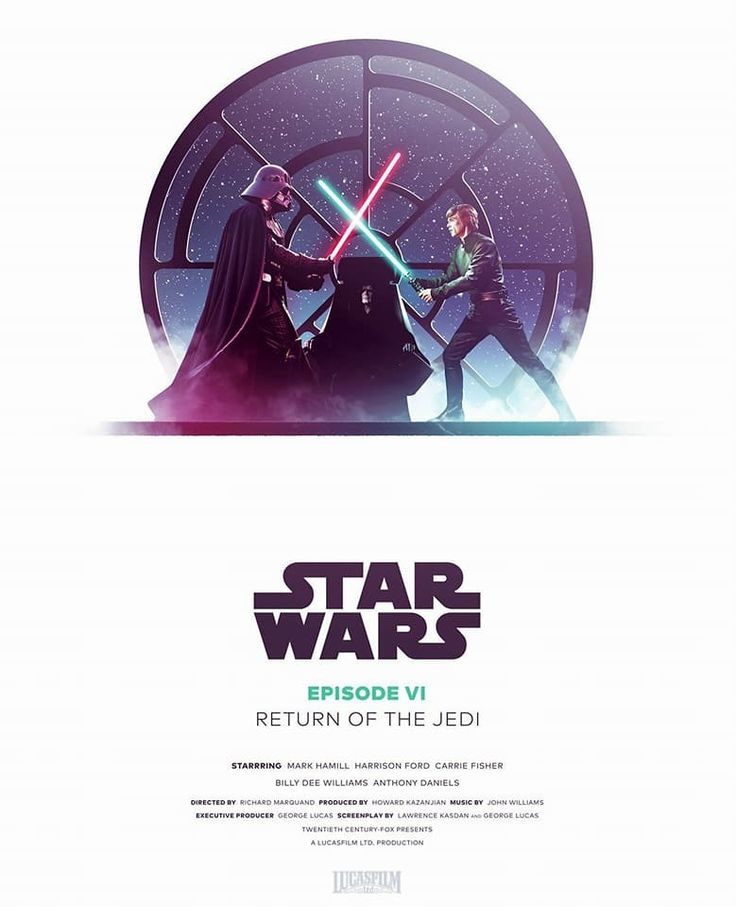 STAR
WARS
EPISODE VI
RETURN OF THE JEDI
STARRRING MARK HAMILL HARRISON FORD CARRIE FISHER
BILLY DEE WILLIAMS ANTHONY DANIELS
DIRECTED BY RICHARD MARQUAND PRODUCED BY HOWARD KAZANJIAN MUSIC BY JOHN WILLIAMS
EXECUTIVE PRODUCER GEORGE LUCAS SCREENPLAY BY LAWRENCE KASDAN AND GEORGE LUCAS
TWENTIETH CENTURY-FOX PRESENTS
A LUCASFILM LTD. PRODUCTION
LUCASFILM
Ltd.